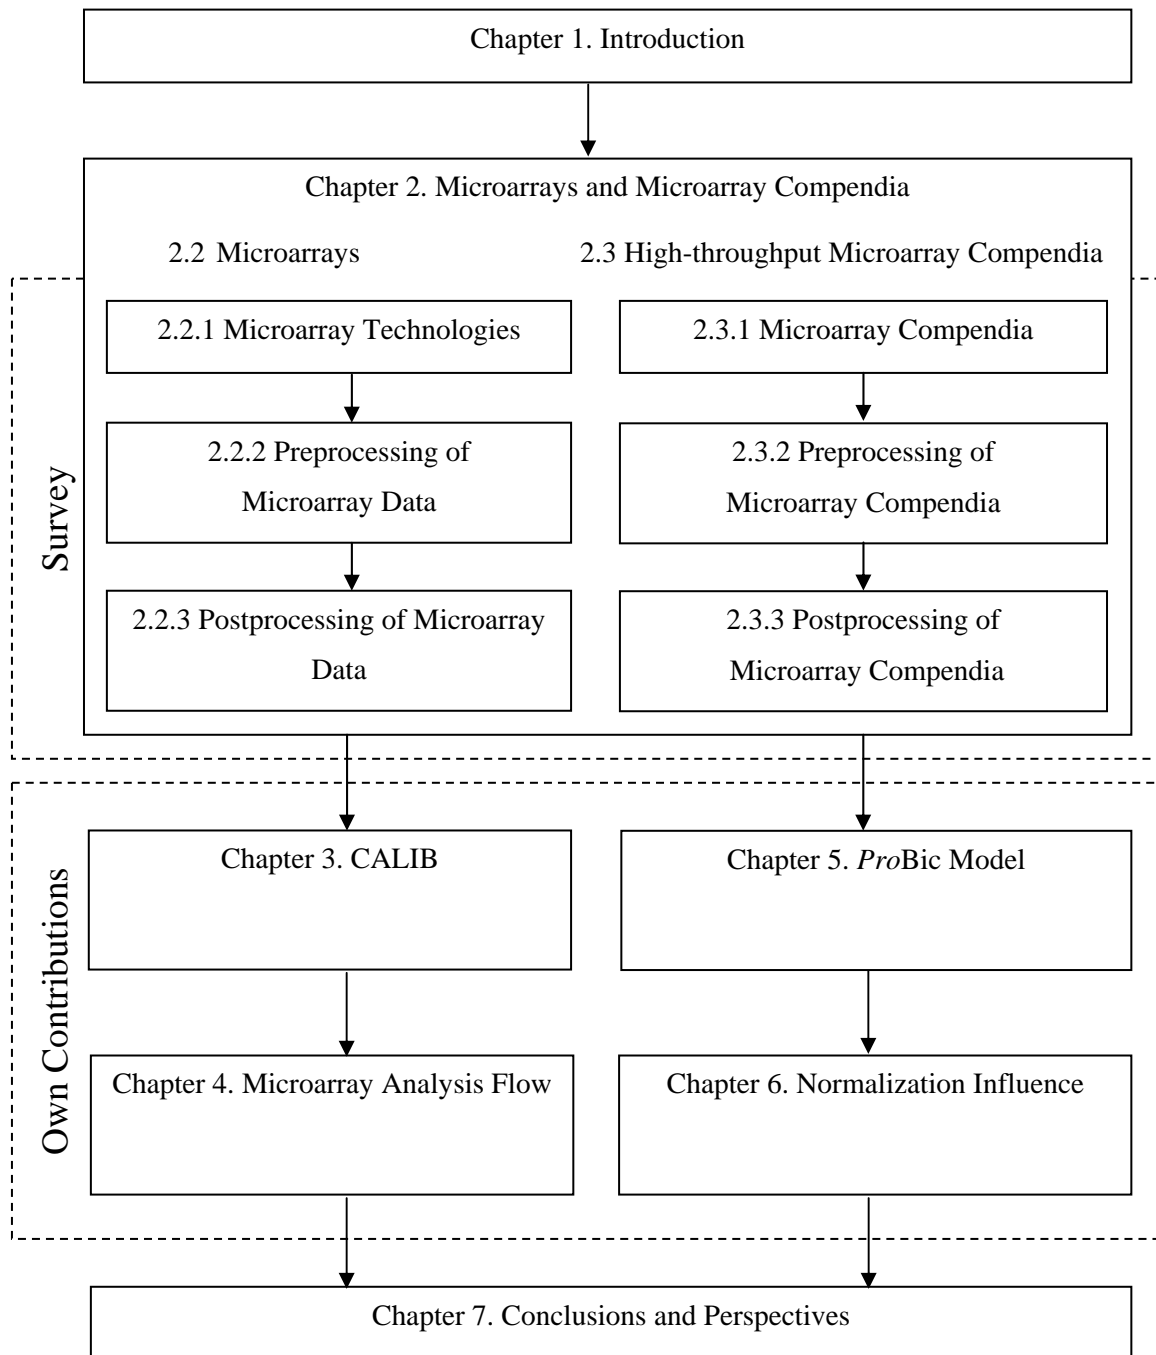 Chapter 1. Introduction
Chapter 2. Microarrays and Microarray Compendia
2.2 Microarrays
2.3 High-throughput Microarray Compendia
Survey
2.2.1 Microarray Technologies
2.2.2 Preprocessing of
Microarray Data
2.2.3 Postprocessing of Microarray
Data
2.3.1 Microarray Compendia
2.3.2 Preprocessing of
Microarray Compendia
2.3.3 Postprocessing of
Microarray Compendia
Own Contributions
Chapter 3. CALIB
Chapter 4. Microarray Analysis Flow
Chapter 5. ProBic Model
Chapter 6. Normalization Influence
Chapter 7. Conclusions and Perspectives